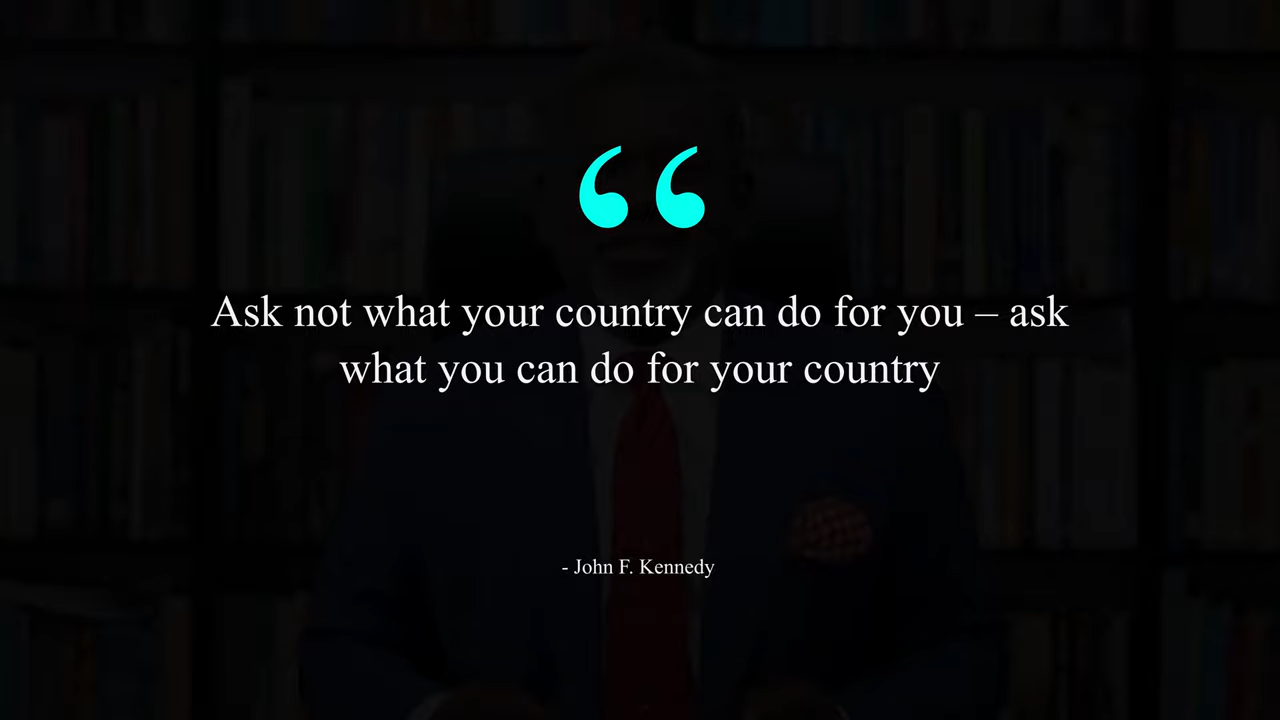 “
Ask not what your country can do for you – ask
what you can do for your country
- John F. Kennedy